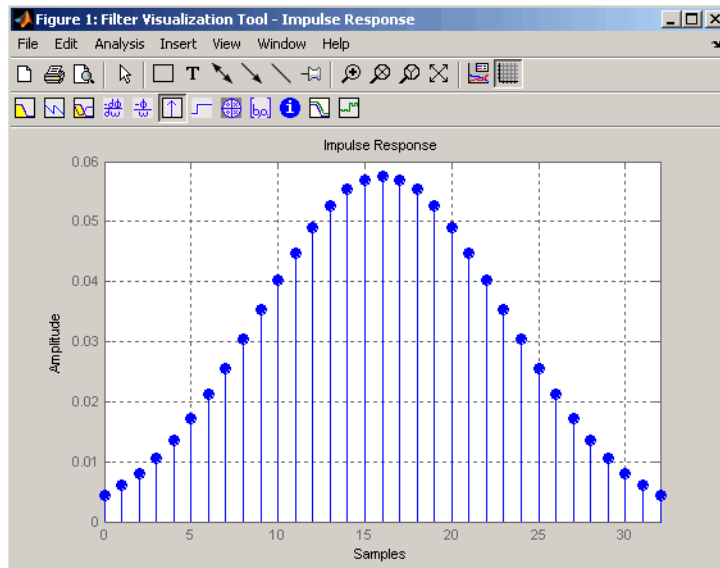 Figure 1: Filter Visualization Tool - Impulse Response
File Edit Analysis Insert View Window Help
T
[b,a] i
Impulse Response
0.06
0.05
0.04
0.03
0.02
0.01
0
Amplitude
0 5 10 15 20 25 30
Samples